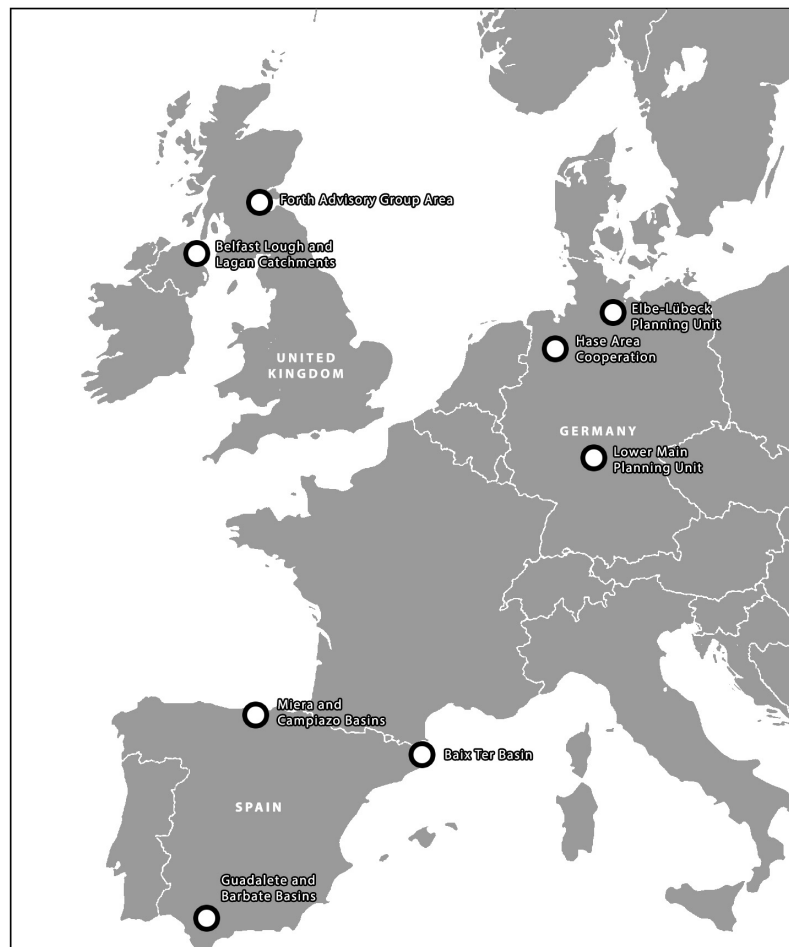 Forth Advisory Group Area
Belfast Lough and
Lagan Catchments
Elbe-Lübeck
Planning Unit
Hase Area
Cooperation
UNITED
KINGDOM
GERMANY
Lower Main
Planning Unit
Miera and
Campiazo Basins
Baix Ter Basin
SPAIN
Guadalete and
Barbate Basins